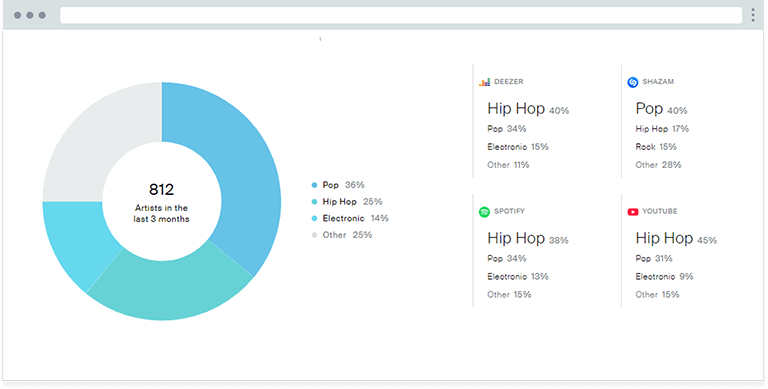 812
Artists in the
last 3 months
Pop 36%
Hip Hop 25%
Electronic 14%
Other 25%
DEEZER
Hip Hop 40%
Pop 34%
Electronic 15%
Other 11%
SHAZAM
Pop 40%
Hip Hop 17%
Rook 15%
Other 28%
SPOTIFY
Hip Hop 38%
Pop 34%
Electronic 13%
Other 15%
YOUTUBE
Hip Hop 45%
Pop 31%
Electronic 9%
Other 15%